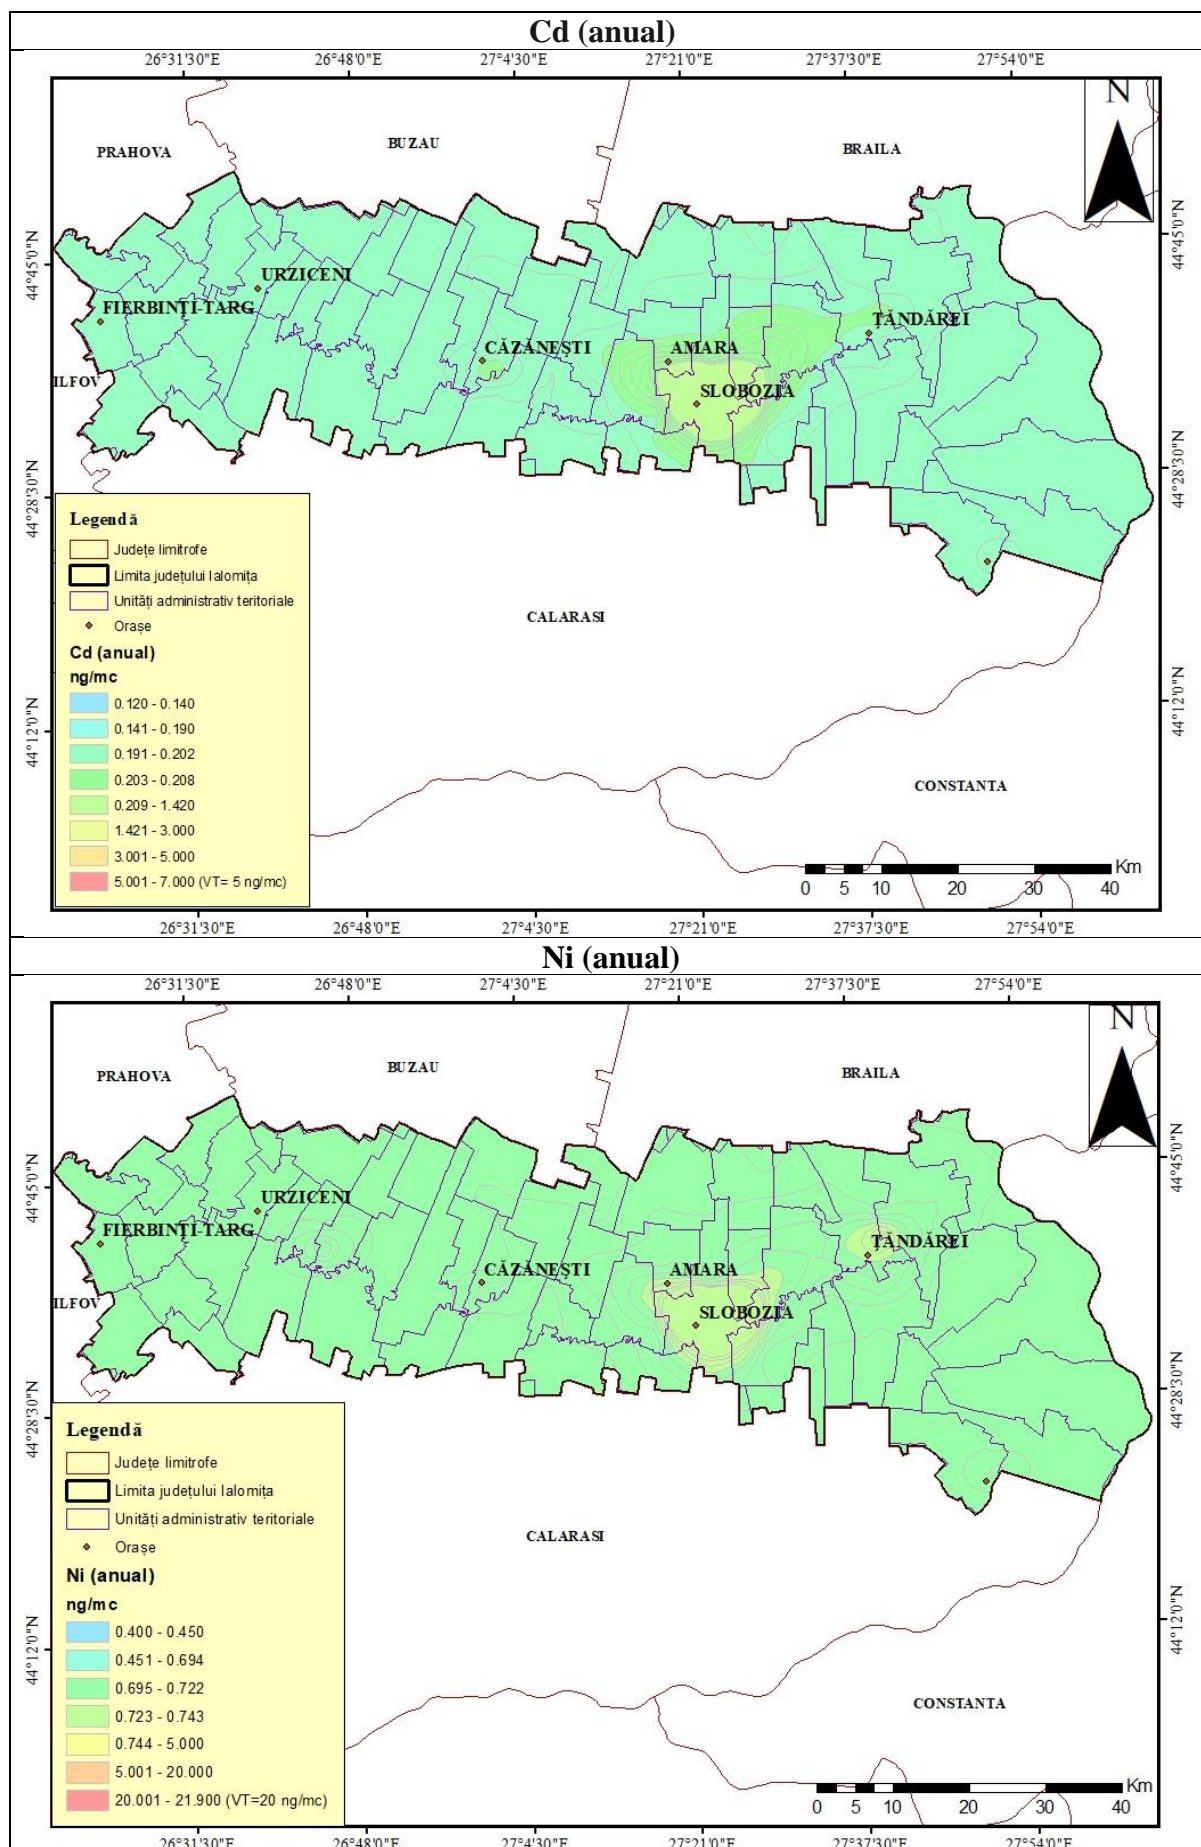 Cd (anual)
26°31'30"E 26°48'0"E 27°4'30"E 27°21'0"E 27°37'30"E 27°54'0"E
N
PRAHOVA
BUZAU
BRAILA
44°45'0"N
44°45'0"N
URZICENI
FIERBINȚI-TARG
ȚĂNDĂREI
CĂZĂNEȘTI
AMARA
ILFOV
SLOBOZIA
44°28'30"N
44°28'30"N
Legendă
Județe limitrofe
Limita județului Ialomița
Unități administrativ teritoriale
Orașe
Cd (anual)
ng/mc
0.120 - 0.140
0.141 - 0.190
0.191 - 0.202
0.203 - 0.208
0.209 - 1.420
1.421 - 3.000
3.001 - 5.000
5.001 - 7.000 (VT= 5 ng/mc)
CALARASI
44°12'0"N
44°12'0"N
CONSTANTA
Km
0 5 10 20 30 40
26°31'30"E 26°48'0"E 27°4'30"E 27°21'0"E 27°37'30"E 27°54'0"E
Ni (anual)
26°31'30"E 26°48'0"E 27°4'30"E 27°21'0"E 27°37'30"E 27°54'0"E
N
PRAHOVA
BUZAU
BRAILA
44°45'0"N
44°45'0"N
URZICENI
FIERBINȚI-TARG
ȚĂNDĂREI
CĂZĂNEȘTI
AMARA
ILFOV
SLOBOZIA
44°28'30"N
44°28'30"N
Legendă
Județe limitrofe
Limita județului Ialomița
Unități administrativ teritoriale
Orașe
Ni (anual)
ng/mc
0.400 - 0.450
0.451 - 0.694
0.695 - 0.722
0.723 - 0.743
0.744 - 5.000
5.001 - 20.000
20.001 - 21.900 (VT=20 ng/mc)
CALARASI
44°12'0"N
44°12'0"N
CONSTANTA
Km
0 5 10 20 30 40
26°31'30"E 26°48'0"E 27°4'30"E 27°21'0"E 27°37'30"E 27°54'0"E